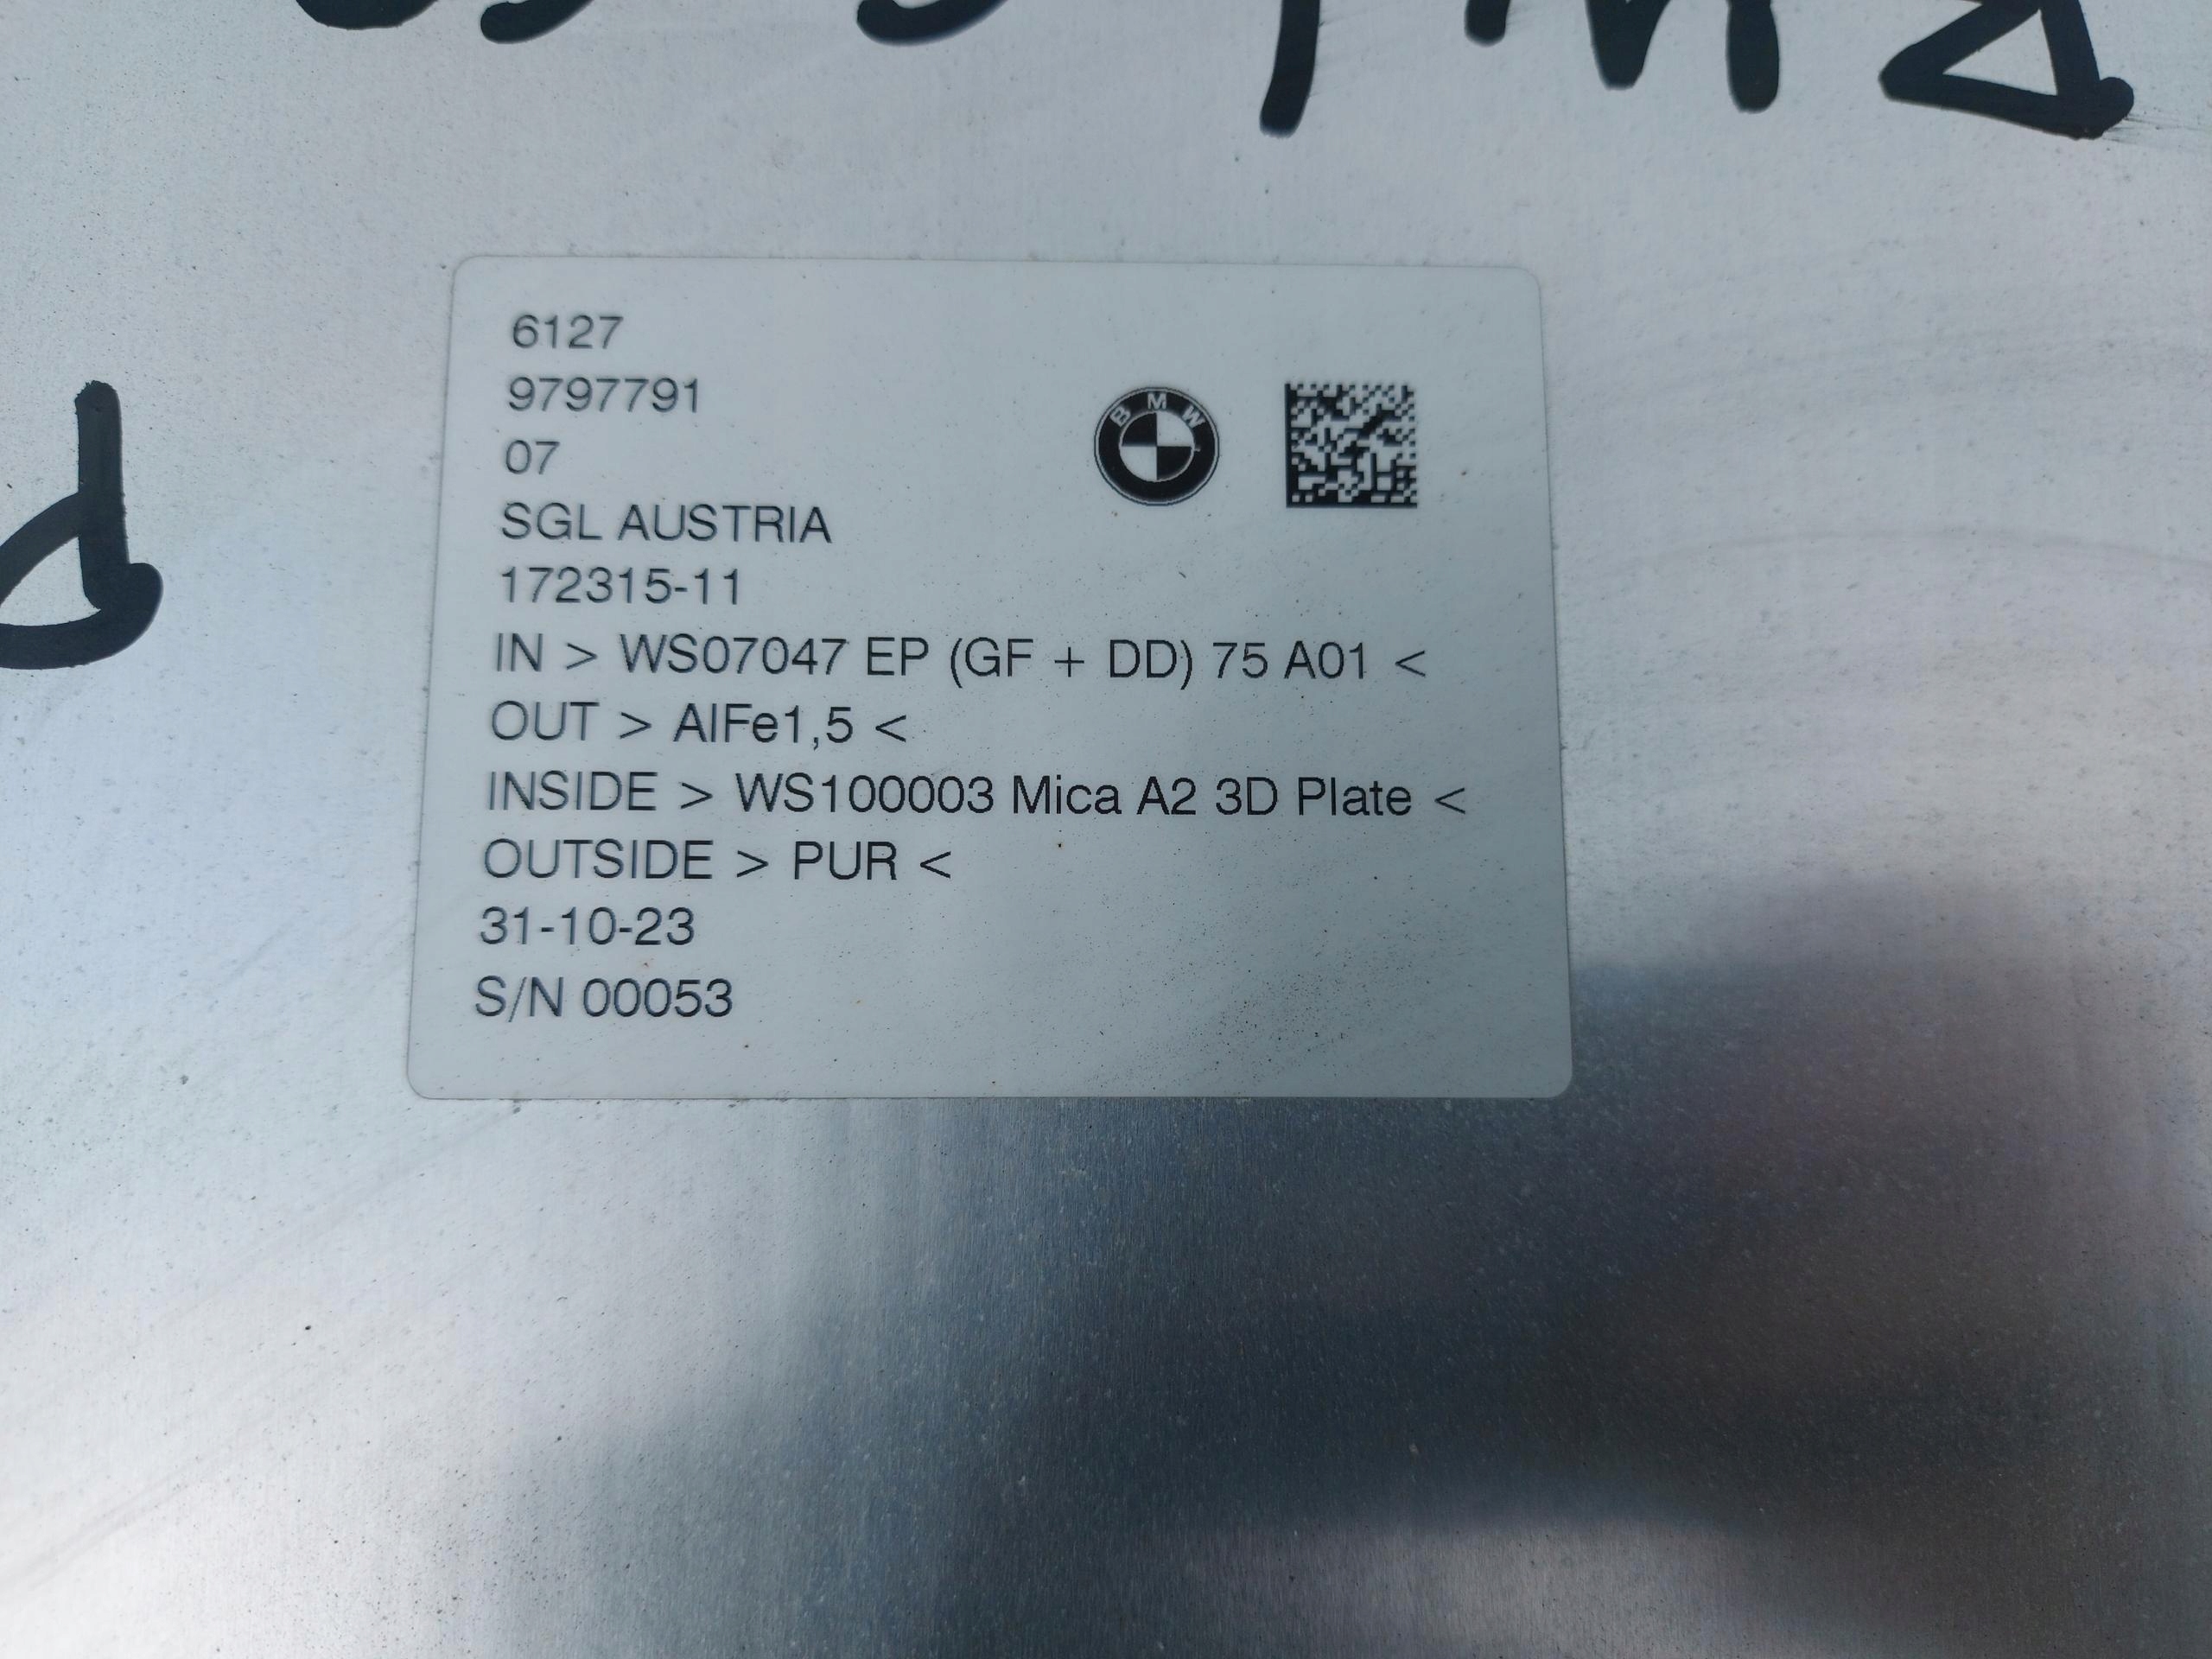 6127
9797791
07
BMW
SGL AUSTRIA
172315-11
IN > WS07047 EP (GF + DD) 75 A01 <
OUT > AlFe1,5 <
INSIDE > WS100003 Mica A2 3D Plate <
OUTSIDE > PUR <
31-10-23
S/N 00053